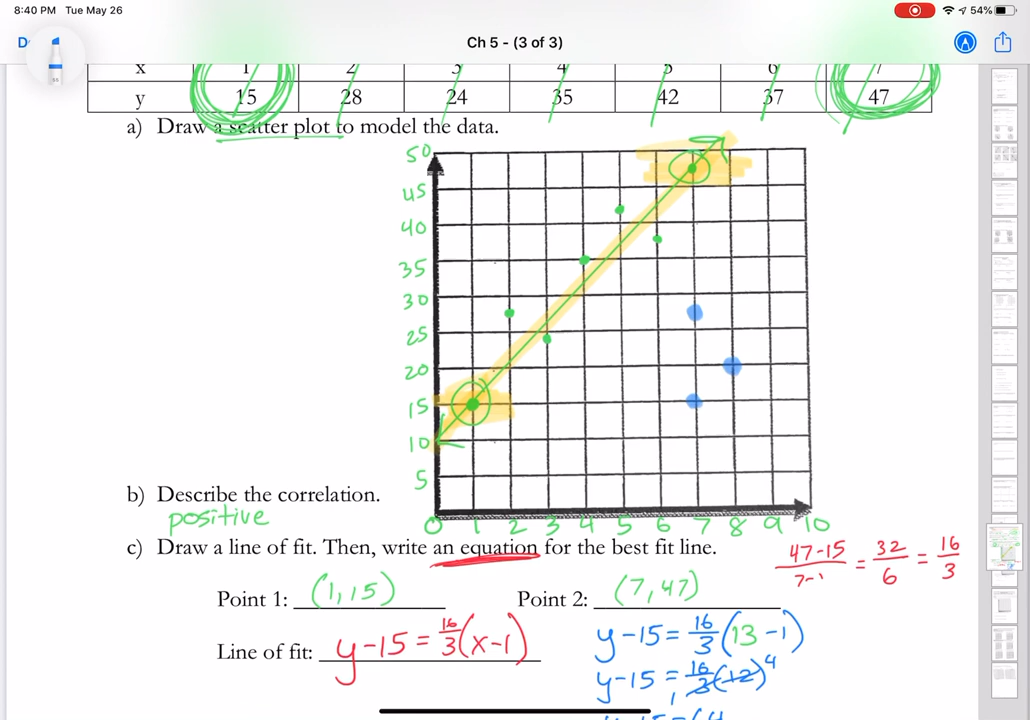 8:40 PM Tue May 26
54%
D
Ch 5 - (3 of 3)
x 1 2 3 4 5 6 7
y 15 28 24 35 42 37 47
a) Draw a scatter plot to model the data.
50
45
40
35
30
25
20
15
10
5
0 1 2 3 4 5 6 7 8 9 10
b) Describe the correlation.
positive
c) Draw a line of fit. Then, write an equation for the best fit line.
47-15/7-1 = 32/6 = 16/3
Point 1: (1,15) Point 2: (7,47)
Line of fit: y-15 = 16/3(x-1)
y-15 = 16/3(13-1)
y-15 = 16/3(12) 4
1